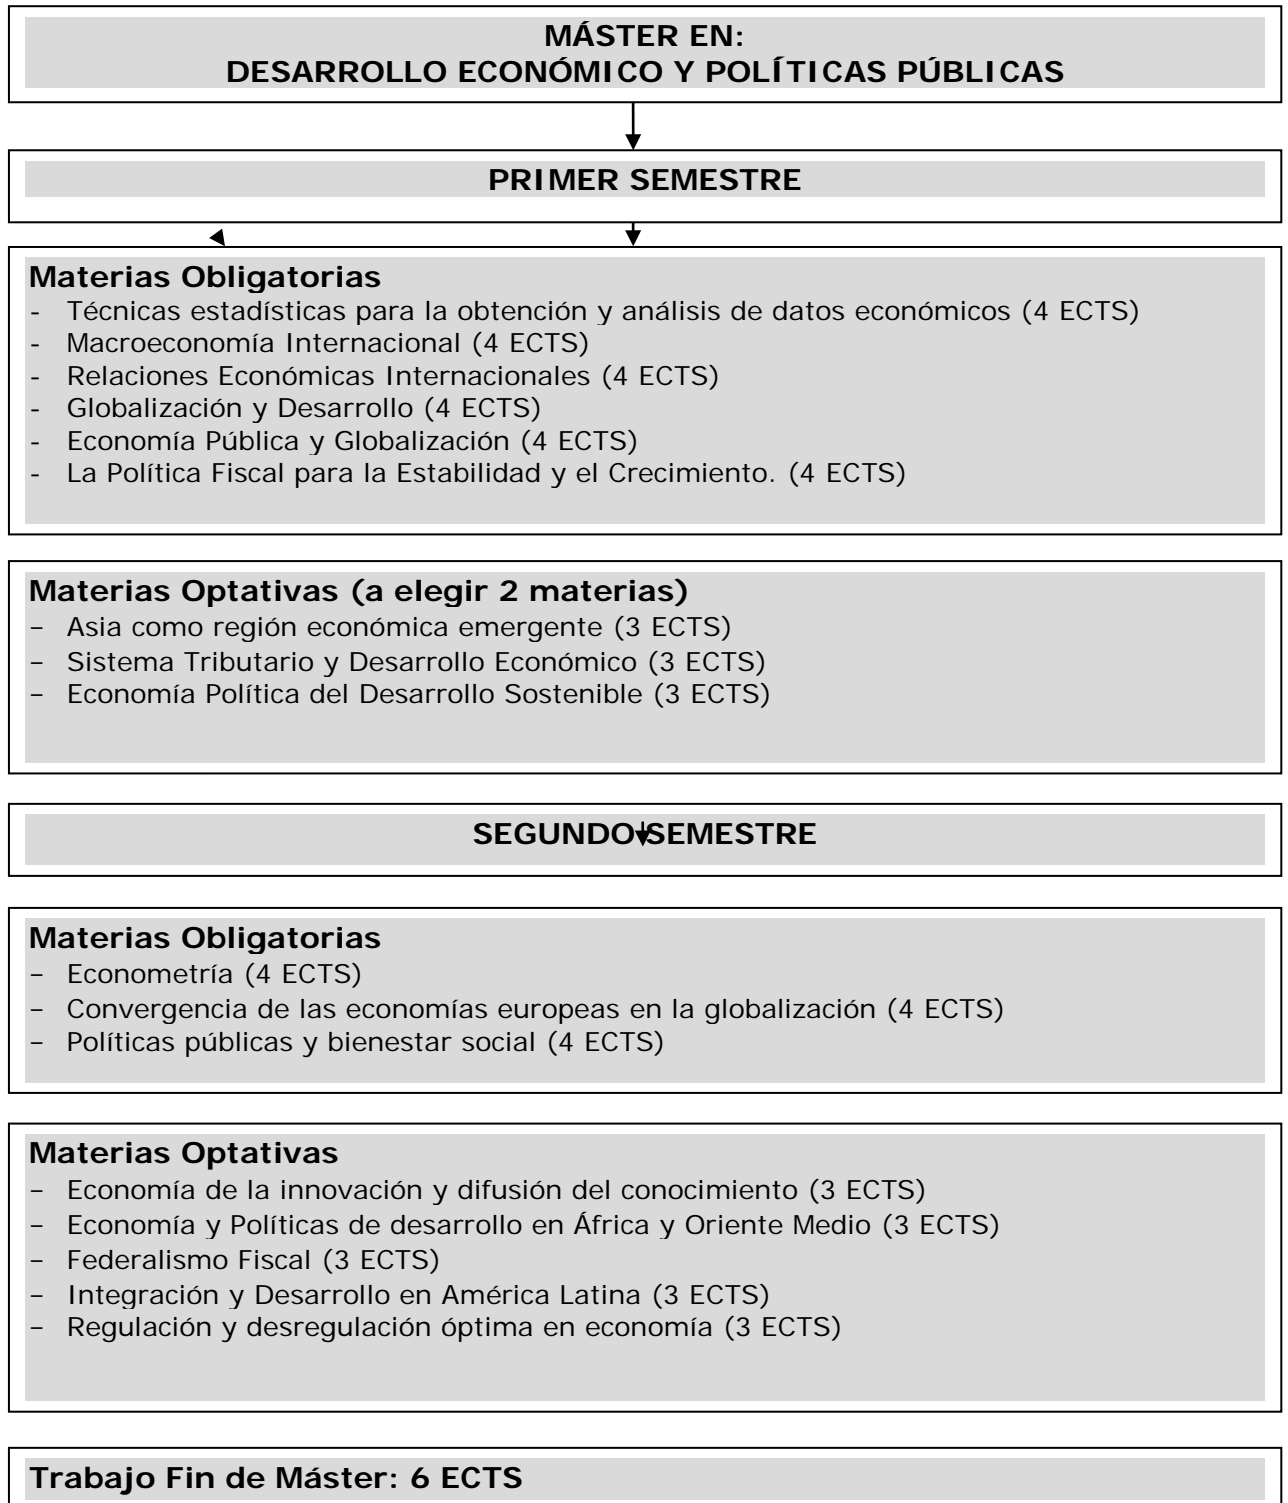 MÁSTER EN:
DESARROLLO ECONÓMICO Y POLÍTICAS PÚBLICAS
PRIMER SEMESTRE
Materias Obligatorias
- Técnicas estadísticas para la obtención y análisis de datos económicos (4 ECTS)
- Macroeconomía Internacional (4 ECTS)
- Relaciones Económicas Internacionales (4 ECTS)
- Globalización y Desarrollo (4 ECTS)
- Economía Pública y Globalización (4 ECTS)
- La Política Fiscal para la Estabilidad y el Crecimiento. (4 ECTS)
Materias Optativas (a elegir 2 materias)
– Asia como región económica emergente (3 ECTS)
– Sistema Tributario y Desarrollo Económico (3 ECTS)
– Economía Política del Desarrollo Sostenible (3 ECTS)
SEGUNDO SEMESTRE
Materias Obligatorias
– Econometría (4 ECTS)
– Convergencia de las economías europeas en la globalización (4 ECTS)
– Políticas públicas y bienestar social (4 ECTS)
Materias Optativas
– Economía de la innovación y difusión del conocimiento (3 ECTS)
– Economía y Políticas de desarrollo en África y Oriente Medio (3 ECTS)
– Federalismo Fiscal (3 ECTS)
– Integración y Desarrollo en América Latina (3 ECTS)
– Regulación y desregulación óptima en economía (3 ECTS)
Trabajo Fin de Máster: 6 ECTS